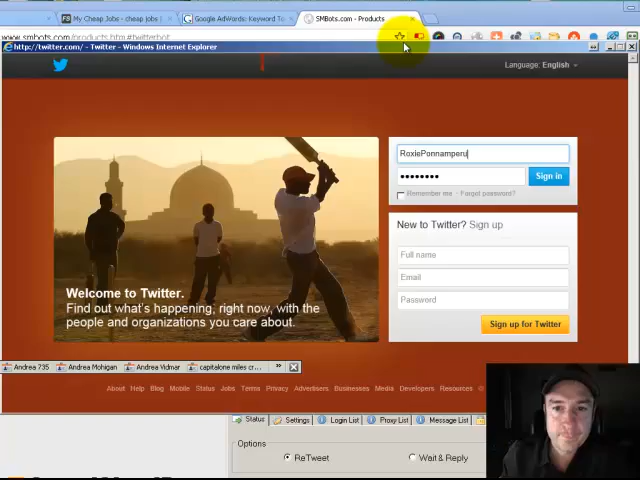 My Cheap Jobs - cheap jobs
Google AdWords: Keyword To
SMBots.com - Products
www.smbots.com/products.htm#twitterbot
http://twitter.com/ - Twitter - Windows Internet Explorer
Language: English
RoxiePonnamperu
Sign in
Remember me · Forgot password?
New to Twitter? Sign up
Full name
Email
Password
Sign up for Twitter
Welcome to Twitter.
Find out what's happening, right now, with the
people and organizations you care about.
Andrea 735
Andrea Mohigan
Andrea Vidmar
capitalone miles cr...
About Help Blog Mobile Status Jobs Terms Privacy Advertisers Businesses Media Developers Resources ©
Status
Settings
Login List
Proxy List
Message List
Options
ReTweet
Wait & Reply